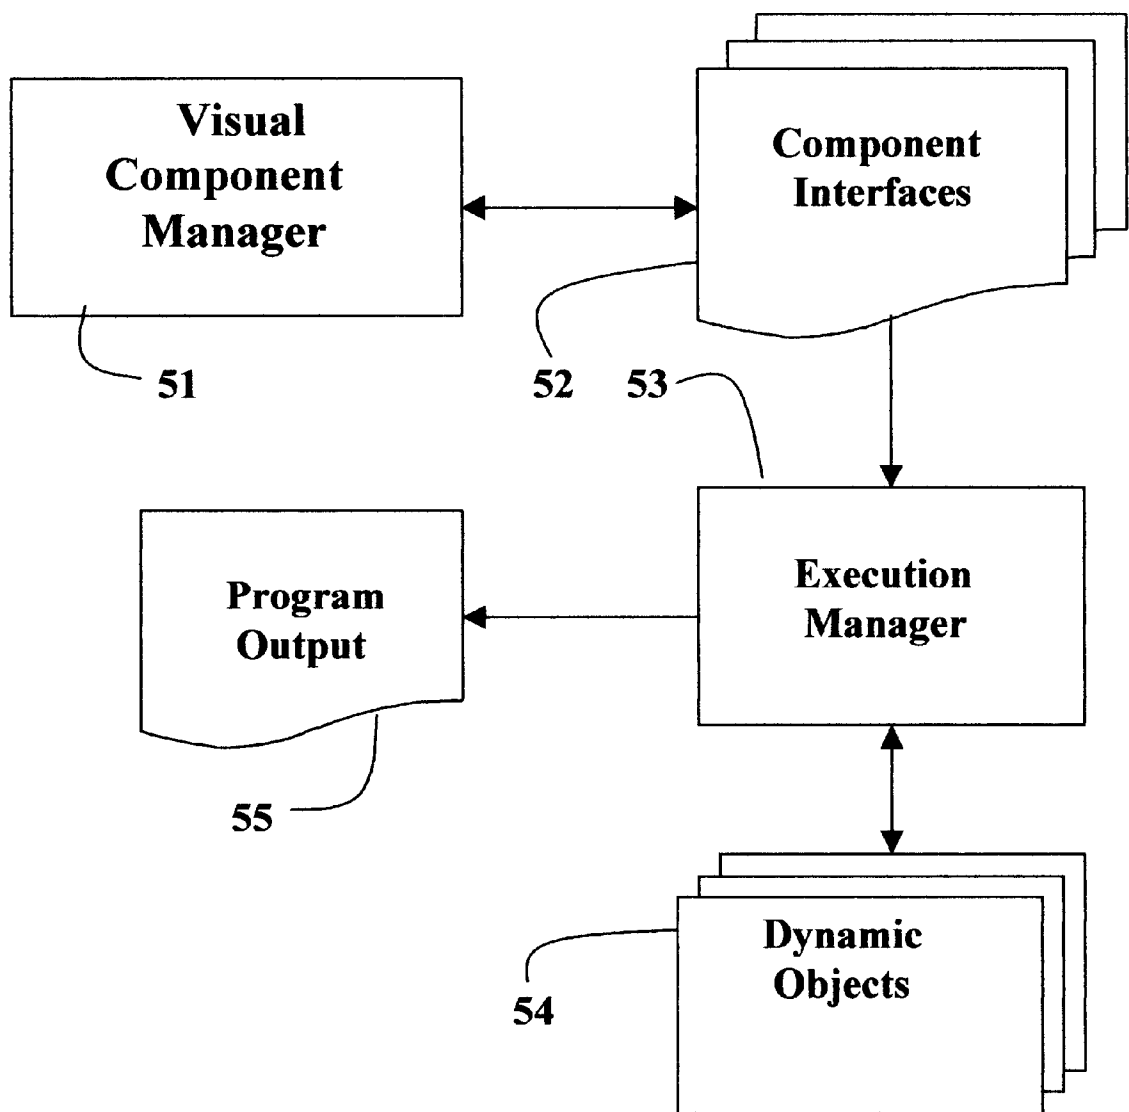 Visual
Component
Manager
Component
Interfaces
51
52
53
Execution
Manager
Program
Output
55
Dynamic
Objects
54